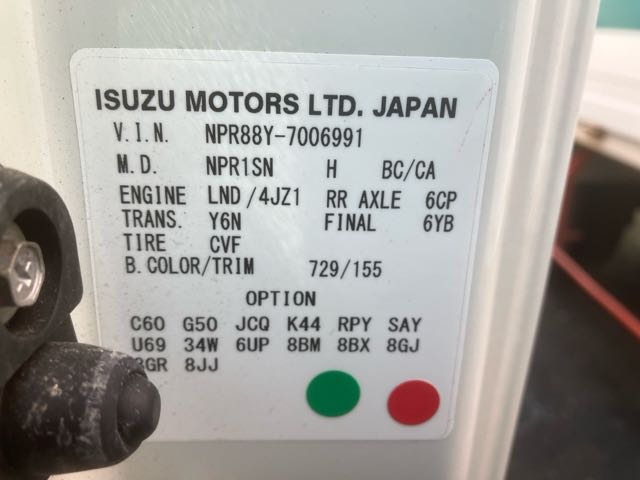 ISUZU MOTORS LTD. JAPAN
V.I.N. NPR88Y-7006991
M.D. NPR1SN H BC/CA
ENGINE LND/4JZ1 RR AXLE 6CP
TRANS. Y6N FINAL 6YB
TIRE CVF
B.COLOR/TRIM 729/155
OPTION
C60 G50 JCQ K44 RPY SAY
U69 34W 6UP 8BM 8BX 8GJ
8JJ